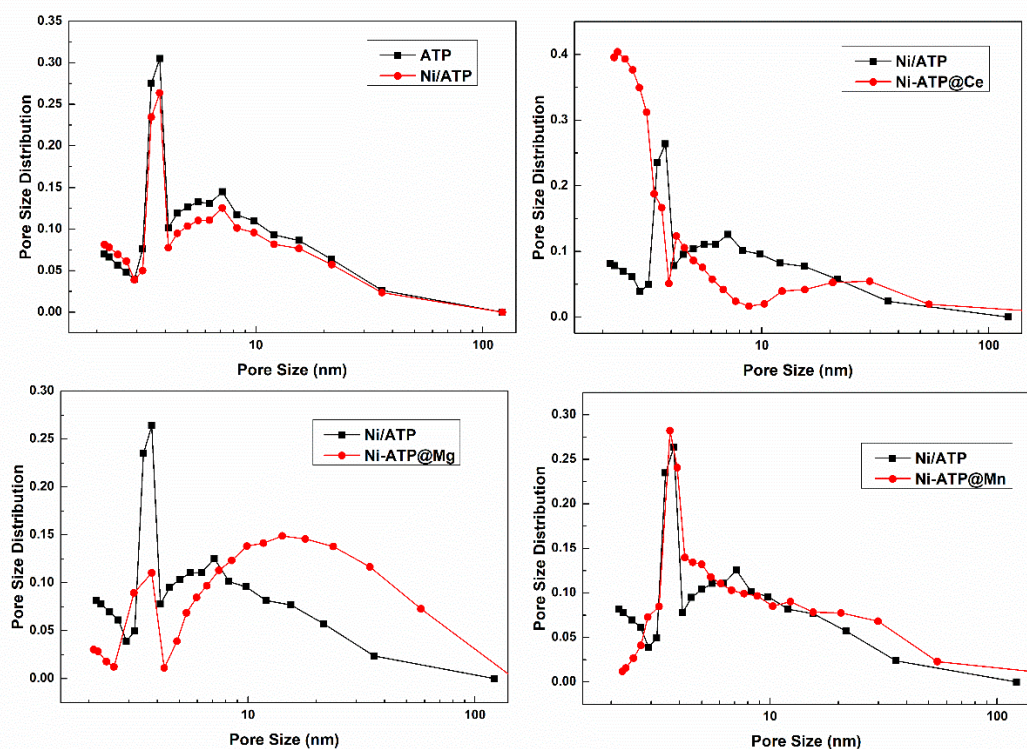 0.35
0.30
0.25
0.20
0.15
0.10
0.05
0.00
Pore Size Distribution
ATP
Ni/ATP
10
100
Pore Size (nm)
0.4
0.3
0.2
0.1
0.0
Pore Size Distribution
Ni/ATP
Ni-ATP@Ce
10
100
Pore Size (nm)
0.30
0.25
0.20
0.15
0.10
0.05
0.00
Pore Size Distribution
Ni/ATP
Ni-ATP@Mg
10
100
Pore Size (nm)
0.30
0.25
0.20
0.15
0.10
0.05
0.00
Pore Size Distribution
Ni/ATP
Ni-ATP@Mn
10
100
Pore Size (nm)